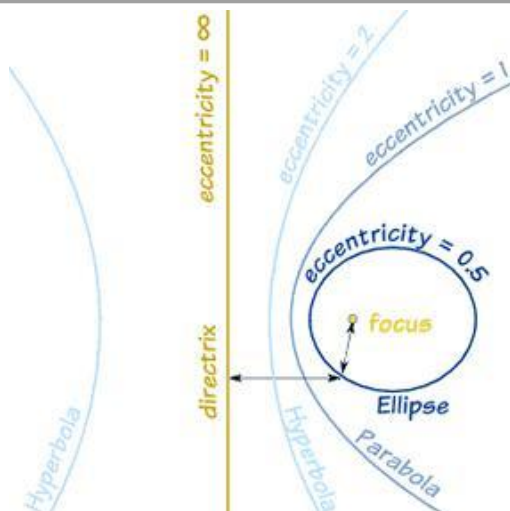 eccentricity = ∞
eccentricity = 2
eccentricity = 1
eccentricity = 0.5
focus
directrix
Ellipse
Hyperbola
Hyperbola
Parabola